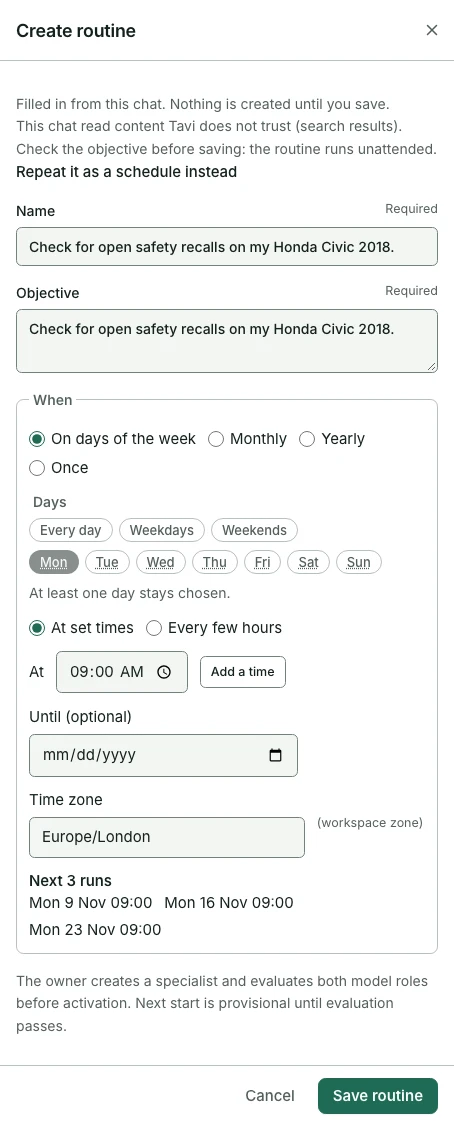 Create routine
Filled in from this chat. Nothing is created until you save.
This chat read content Tavi does not trust (search results).
Check the objective before saving: the routine runs unattended.
Repeat it as a schedule instead
Name Required
Check for open safety recalls on my Honda Civic 2018.
Objective Required
Check for open safety recalls on my Honda Civic 2018.
When
On days of the week Monthly Yearly
Once
Days
Every day Weekdays Weekends
Mon Tue Wed Thu Fri Sat Sun
At least one day stays chosen.
At set times Every few hours
At 09:00 AM Add a time
Until (optional)
mm/dd/yyyy
Time zone
Europe/London (workspace zone)
Next 3 runs
Mon 9 Nov 09:00 Mon 16 Nov 09:00
Mon 23 Nov 09:00
The owner creates a specialist and evaluates both model roles
before activation. Next start is provisional until evaluation
passes.
Cancel Save routine